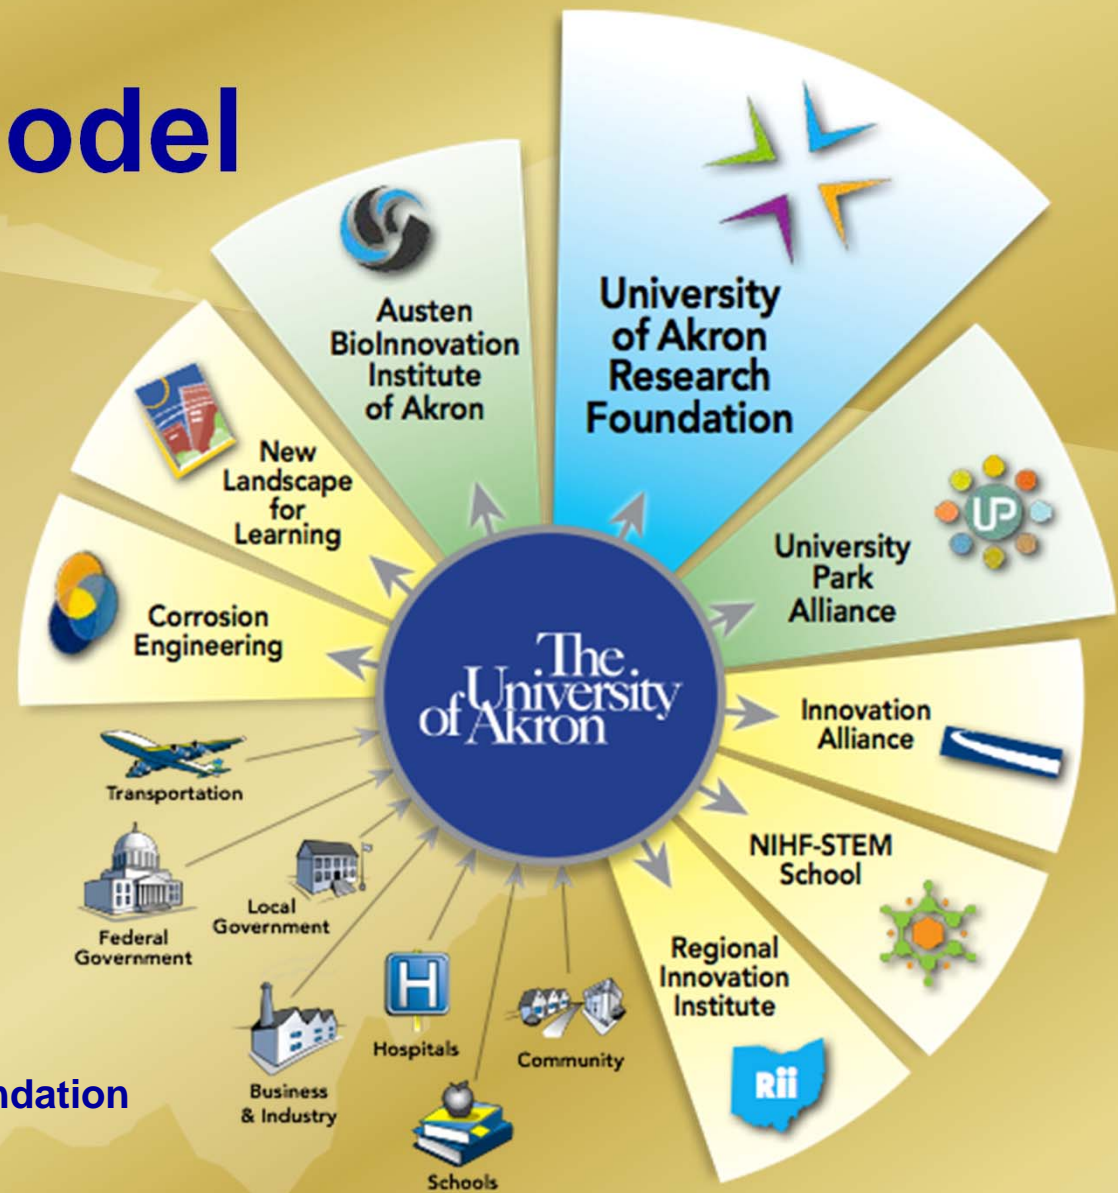 odel
Austen
BioInnovation
Institute
of Akron
University
of Akron
Research
Foundation
New
Landscape
for
Learning
University
Park
Alliance
UP
Corrosion
Engineering
The
University
of Akron
Innovation
Alliance
Transportation
NIHF-STEM
School
Federal
Government
Local
Government
Regional
Innovation
Institute
Rii
H
Hospitals
Community
Business
& Industry
ndation
Schools